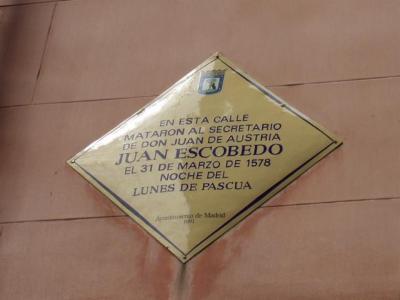 EN ESTA CALLE
MATARON AL SECRETARIO
DE DON JUAN DE AUSTRIA
JUAN ESCOBEDO
EL 31 DE MARZO DE 1578
NOCHE DEL
LUNES DE PASCUA
Ayuntamiento de Madrid
1991